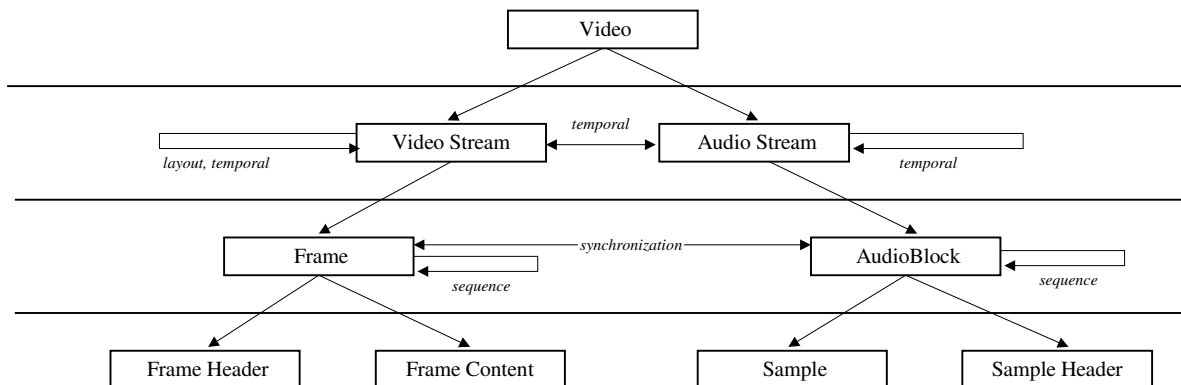 Video
temporal
Video Stream
Audio Stream
layout, temporal
temporal
synchronization
Frame
AudioBlock
sequence
sequence
Frame Header
Frame Content
Sample
Sample Header